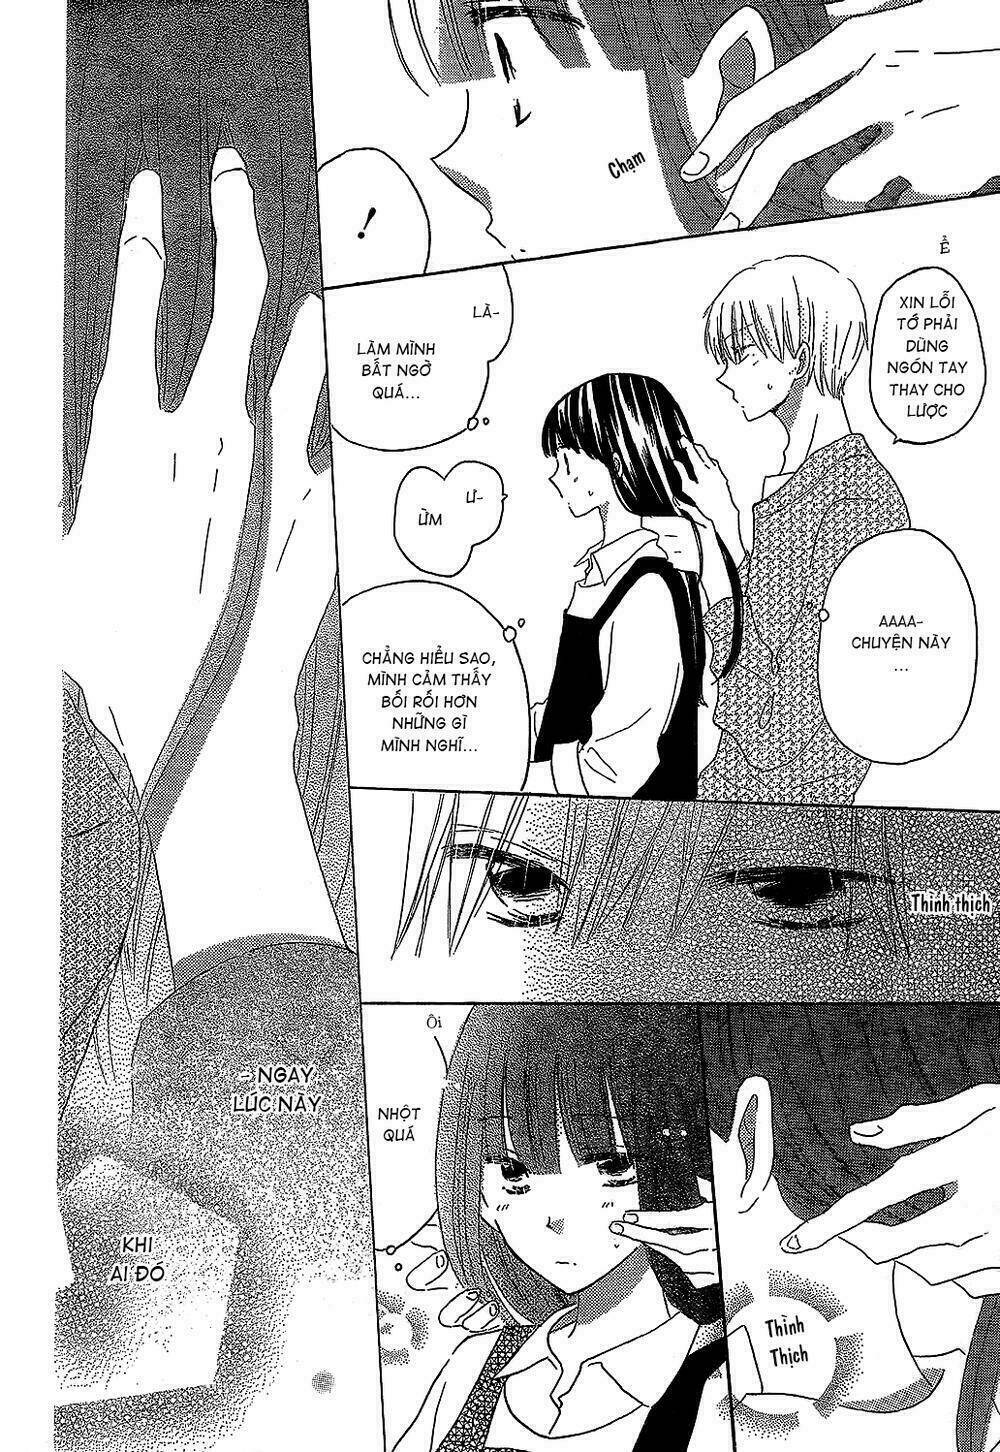 Chạm
!
Ể
XIN LỖI
TỚ PHẢI
DÙNG
NGÓN TAY
THAY CHO
LƯỢC
LÀ-
LÀM MÌNH
BẤT NGỜ
QUÁ...
Ư-
ỪM
AAAA-
CHUYỆN NÀY
...
CHẲNG HIỂU SAO,
MÌNH CẢM THẤY
BỐI RỐI HƠN
NHỮNG GÌ
MÌNH NGHĨ...
Thình thịch
Ôi
NHỘT
QUÁ
Thình
Thịch
- NGAY
LÚC NÀY
KHI
AI ĐÓ